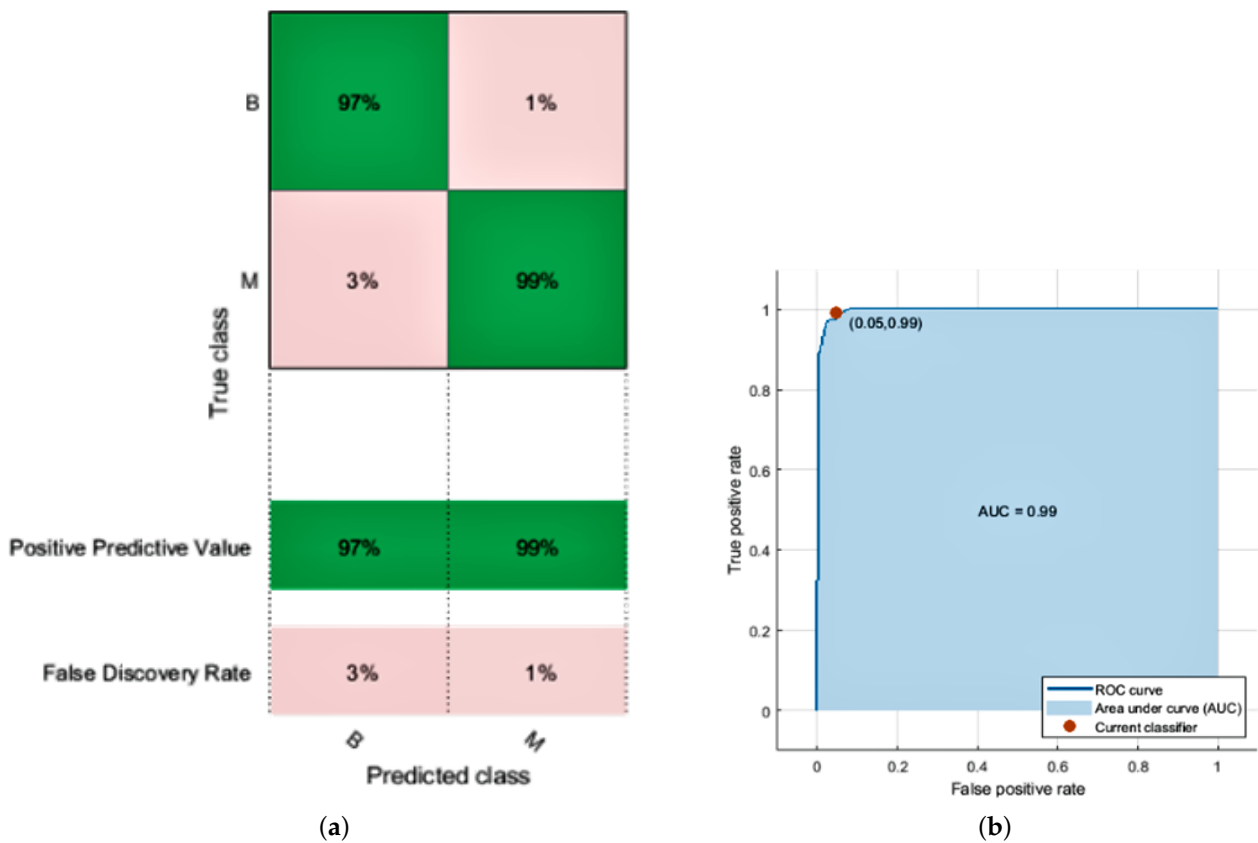 B
97%
1%
M
3%
99%
True class
Positive Predictive Value
97%
99%
False Discovery Rate
3%
1%
B
M
Predicted class
(a)
1
0.8
0.6
0.4
0.2
0
True positive rate
(0.05,0.99)
AUC = 0.99
ROC curve
Area under curve (AUC)
Current classifier
0
0.2
0.4
0.6
0.8
1
False positive rate
(b)